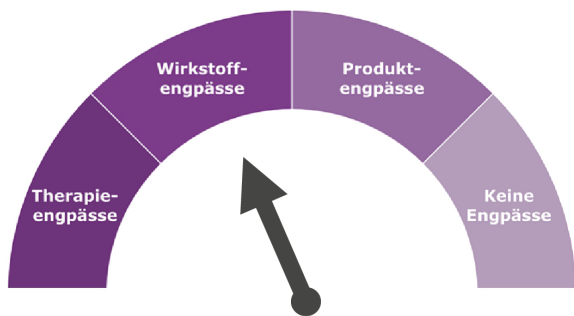 Wirkstoff-
engpässe
Produkt-
engpässe
Therapie-
engpässe
Keine
Engpässe